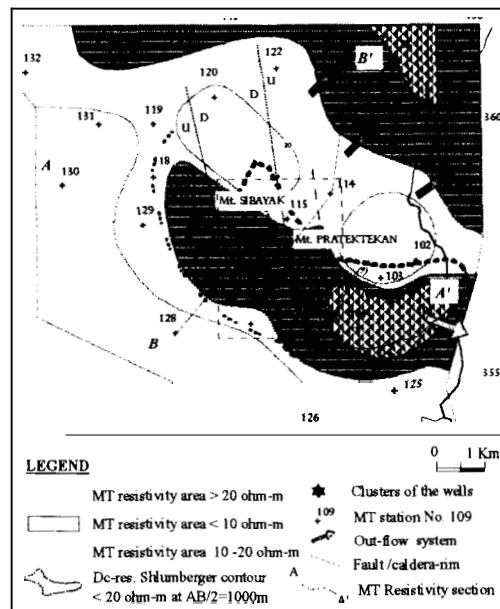 132
122
B'
120
U
D
131
119
U
D
360
A
130
18
20
Mt. SIBAYAK
115
14
129
Mt. PRATEKTEKAN
102
(?)
103
A'
128
B
355
125
126
0 1 Km
LEGEND
MT resistivity area > 20 ohm-m
MT resistivity area < 10 ohm-m
MT resistivity area 10 -20 ohm-m
Dc-res. Shlumberger contour
< 20 ohm-m at AB/2=1000m
Clusters of the wells
109
MT station No. 109
Out-flow system
Fault /caldera-rim
A
A'
MT Resistivity section